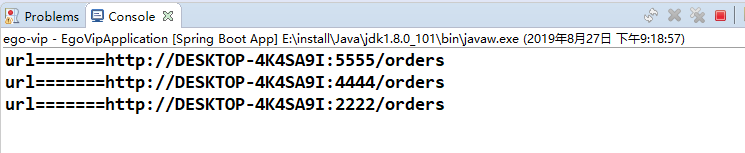 Problems Console
ego-vip - EgoVipApplication [Spring Boot App] E:\install\Java\jdk1.8.0_101\bin\javaw.exe (2019年8月27日 下午9:18:57)
url=======http://DESKTOP-4K4SA9I:5555/orders
url=======http://DESKTOP-4K4SA9I:4444/orders
url=======http://DESKTOP-4K4SA9I:2222/orders